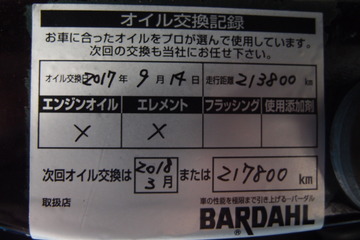 オイル交換記録
お車に合ったオイルをプロが選んで使用しています。
次回の交換も当社にお任せ下さい。
オイル交換日 2017年 9月 14日 走行距離 213800 km
エンジンオイル エレメント フラッシング 使用添加剤
× ×
次回オイル交換は 2018 3月 または 217800 km
取扱店 車の性能を極限まで引き上げる—バーダル
BARDAHL®